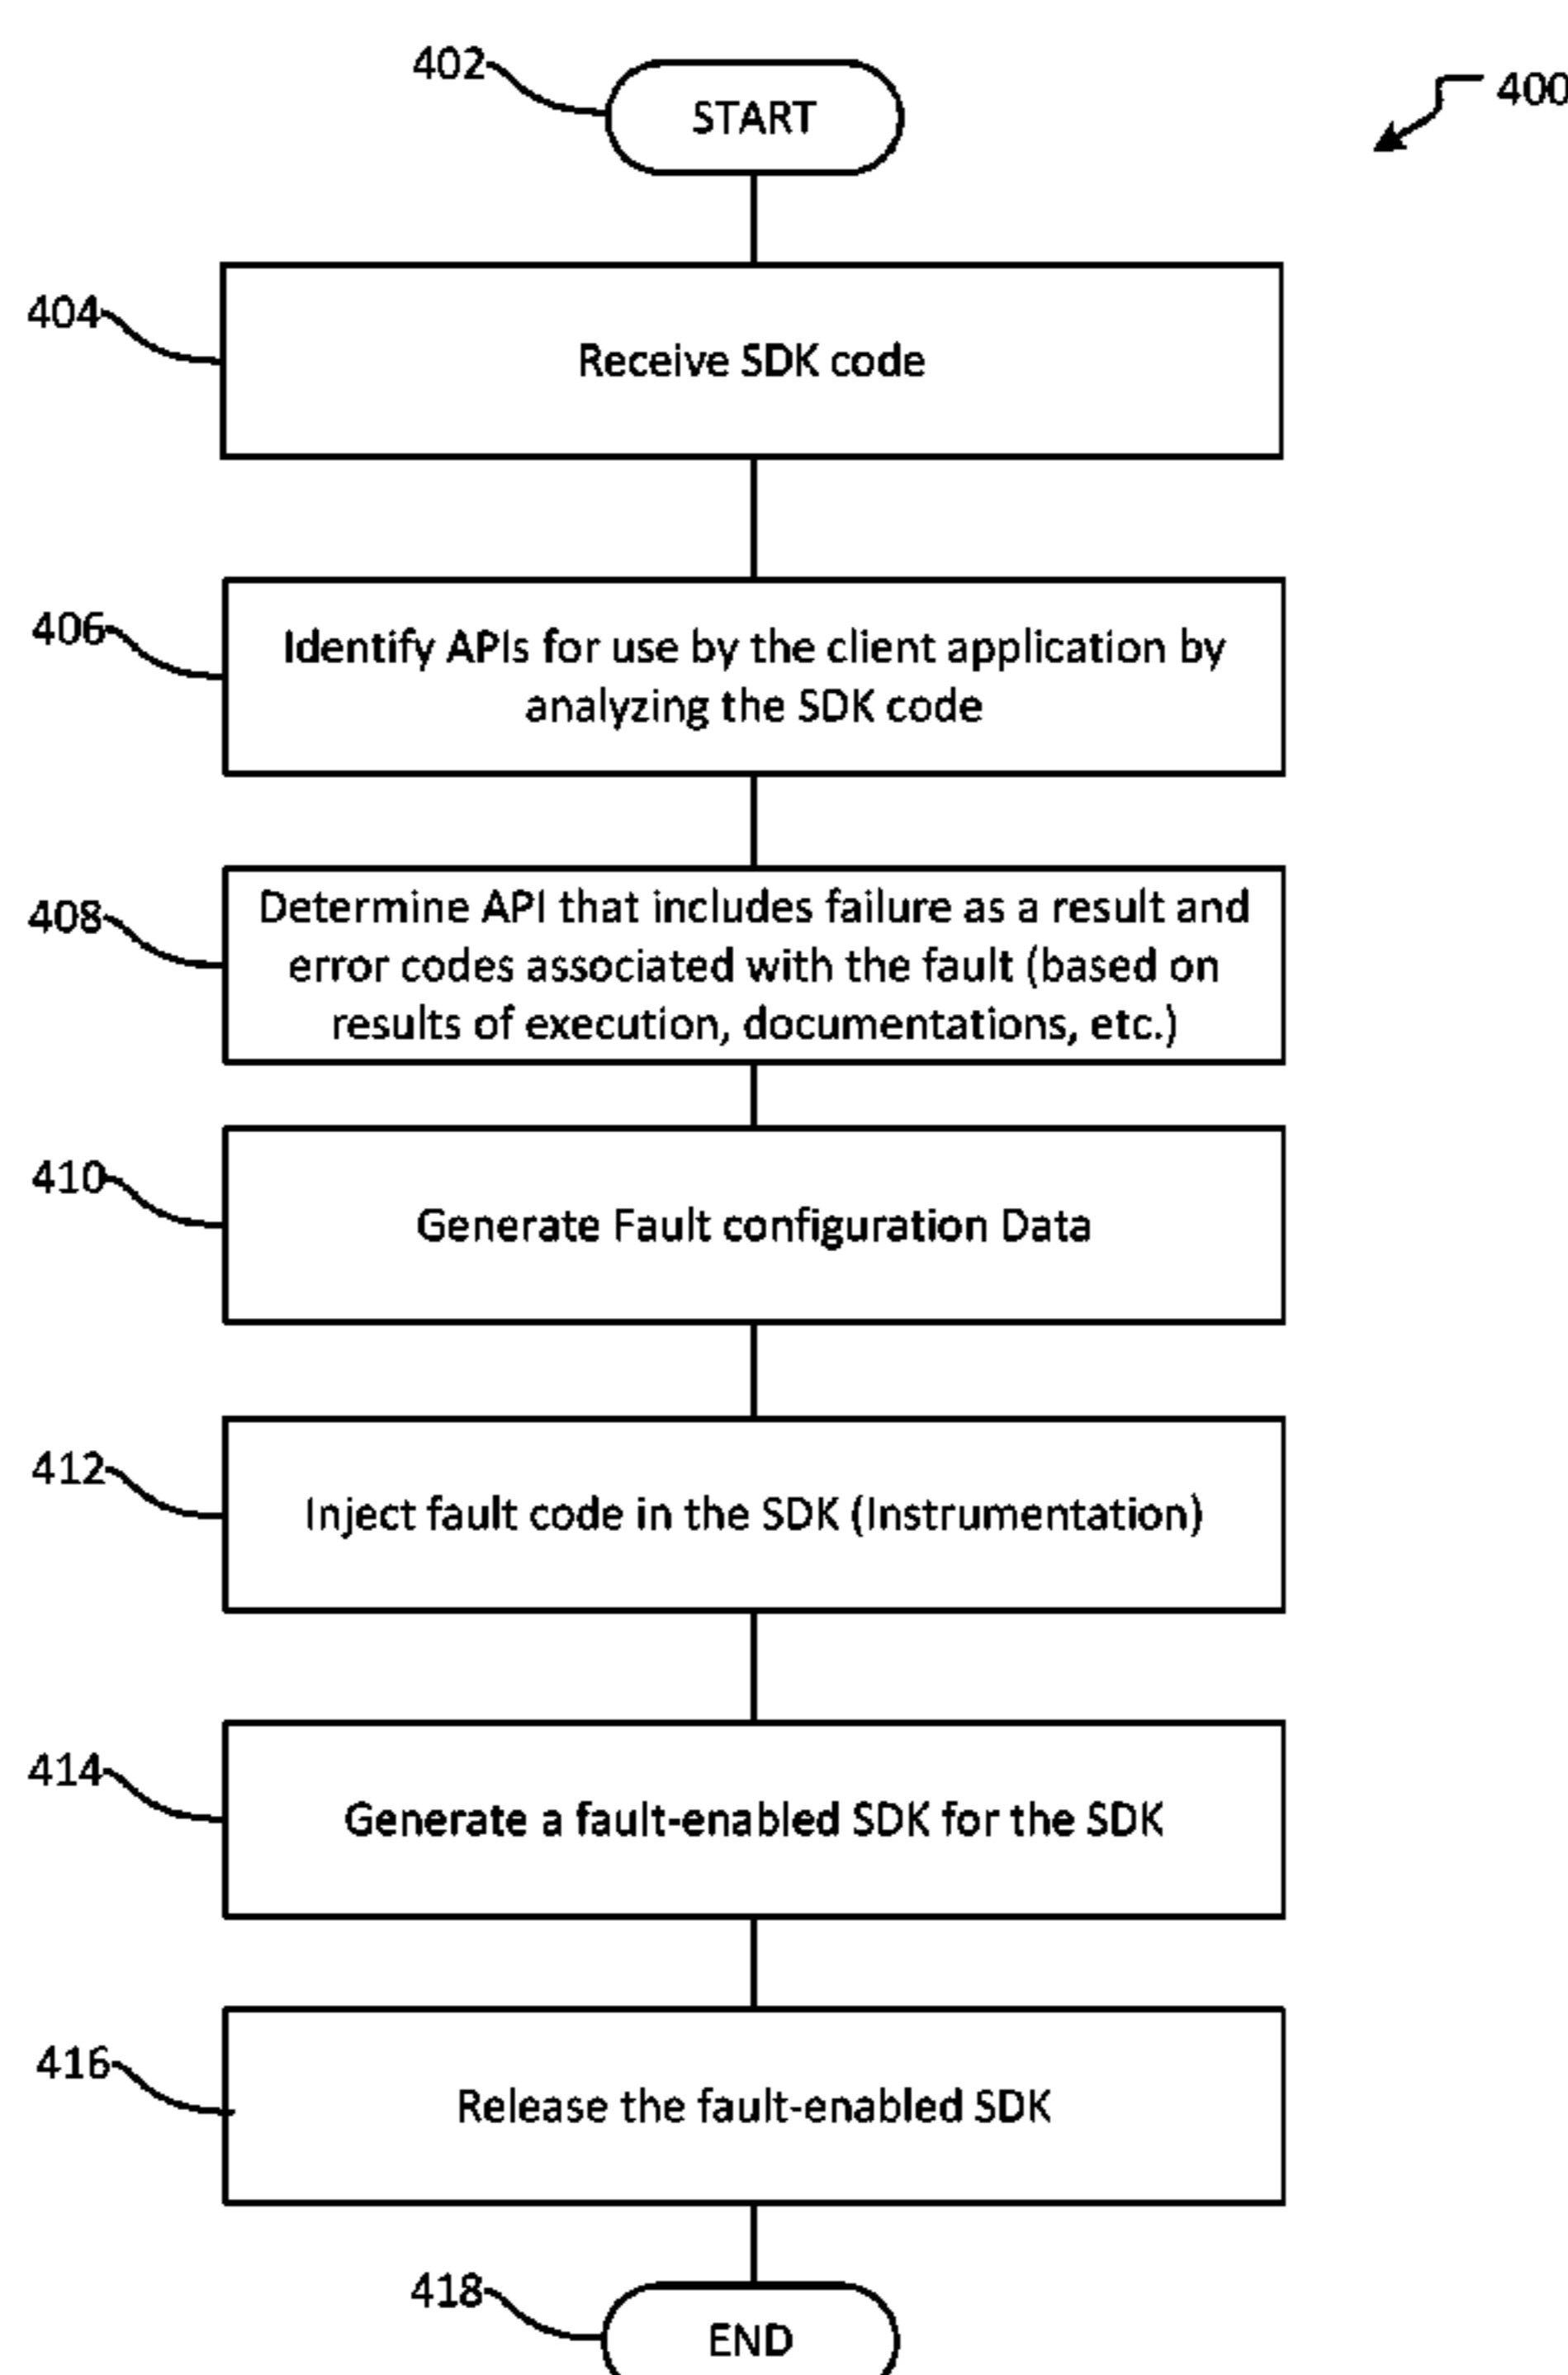 402
START
400
404
Receive SDK code
406
Identify APIs for use by the client application by
analyzing the SDK code
408
Determine API that includes failure as a result and
error codes associated with the fault (based on
results of execution, documentations, etc.)
410
Generate Fault configuration Data
412
Inject fault code in the SDK (Instrumentation)
414
Generate a fault-enabled SDK for the SDK
416
Release the fault-enabled SDK
418
END